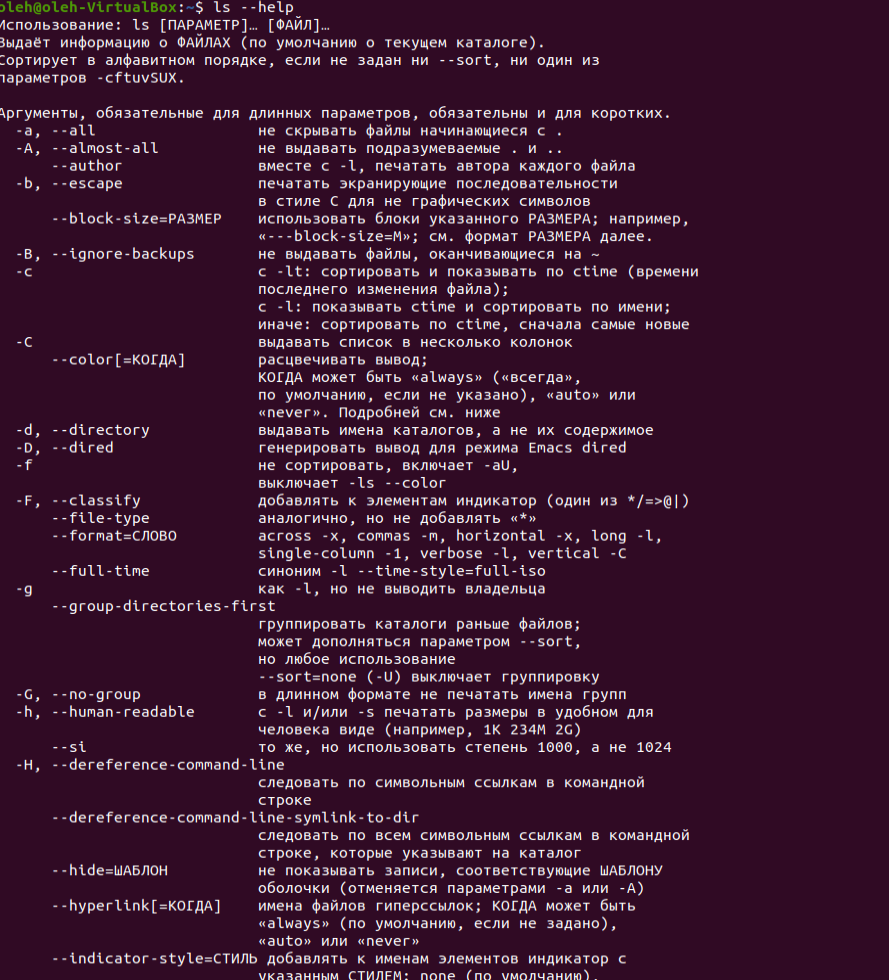 oleh@oleh-VirtualBox:~$ ls --help
Использование: ls [ПАРАМЕТР]… [ФАЙЛ]…
Выдаёт информацию о ФАЙЛАХ (по умолчанию о текущем каталоге).
Сортирует в алфавитном порядке, если не задан ни --sort, ни один из
параметров -cftuvSUX.

Аргументы, обязательные для длинных параметров, обязательны и для коротких.
  -a, --all                  не скрывать файлы начинающиеся с .
  -A, --almost-all           не выдавать подразумеваемые . и ..
      --author               вместе с -l, печатать автора каждого файла
  -b, --escape               печатать экранирующие последовательности
                             в стиле C для не графических символов
      --block-size=РАЗМЕР    использовать блоки указанного РАЗМЕРА; например,
                             «---block-size=M»; см. формат РАЗМЕРА далее.
  -B, --ignore-backups       не выдавать файлы, оканчивающиеся на ~
  -c                         с -lt: сортировать и показывать по ctime (времени
                             последнего изменения файла);
                             с -l: показывать ctime и сортировать по имени;
                             иначе: сортировать по ctime, сначала самые новые
  -C                         выдавать список в несколько колонок
      --color[=КОГДА]        расцвечивать вывод;
                             КОГДА может быть «always» («всегда»,
                             по умолчанию, если не указано), «auto» или
                             «never». Подробней см. ниже
  -d, --directory            выдавать имена каталогов, а не их содержимое
  -D, --dired                генерировать вывод для режима Emacs dired
  -f                         не сортировать, включает -aU,
                             выключает -ls --color
  -F, --classify             добавлять к элементам индикатор (один из */=>@|)
      --file-type            аналогично, но не добавлять «*»
      --format=СЛОВО         across -x, commas -m, horizontal -x, long -l,
                             single-column -1, verbose -l, vertical -C
      --full-time            синоним -l --time-style=full-iso
  -g                         как -l, но не выводить владельца
      --group-directories-first
                             группировать каталоги раньше файлов;
                             может дополняться параметром --sort,
                             но любое использование
                             --sort=none (-U) выключает группировку
  -G, --no-group             в длинном формате не печатать имена групп
  -h, --human-readable       с -l и/или -s печатать размеры в удобном для
                             человека виде (например, 1K 234M 2G)
      --si                   то же, но использовать степень 1000, а не 1024
  -H, --dereference-command-line
                             следовать по символьным ссылкам в командной
                             строке
      --dereference-command-line-symlink-to-dir
                             следовать по всем символьным ссылкам в командной
                             строке, которые указывают на каталог
      --hide=ШАБЛОН          не показывать записи, соответствующие ШАБЛОНУ
                             оболочки (отменяется параметрами -a или -A)
      --hyperlink[=КОГДА]    имена файлов гиперссылок; КОГДА может быть
                             «always» (по умолчанию, если не задано),
                             «auto» или «never»
      --indicator-style=СТИЛЬ добавлять к именам элементов индикатор с
                             указанным СТИЛЕМ: none (по умолчанию),